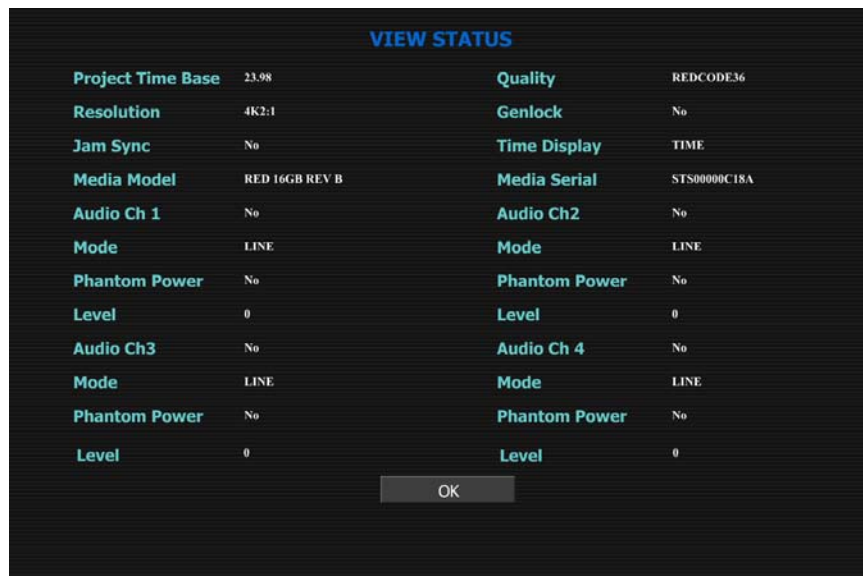 VIEW STATUS
Project Time Base 23.98 Quality REDCODE36
Resolution 4K2:1 Genlock No
Jam Sync No Time Display TIME
Media Model RED 16GB REV B Media Serial STS00000C18A
Audio Ch 1 No Audio Ch2 No
Mode LINE Mode LINE
Phantom Power No Phantom Power No
Level 0 Level 0
Audio Ch3 No Audio Ch 4 No
Mode LINE Mode LINE
Phantom Power No Phantom Power No
Level 0 Level 0
OK